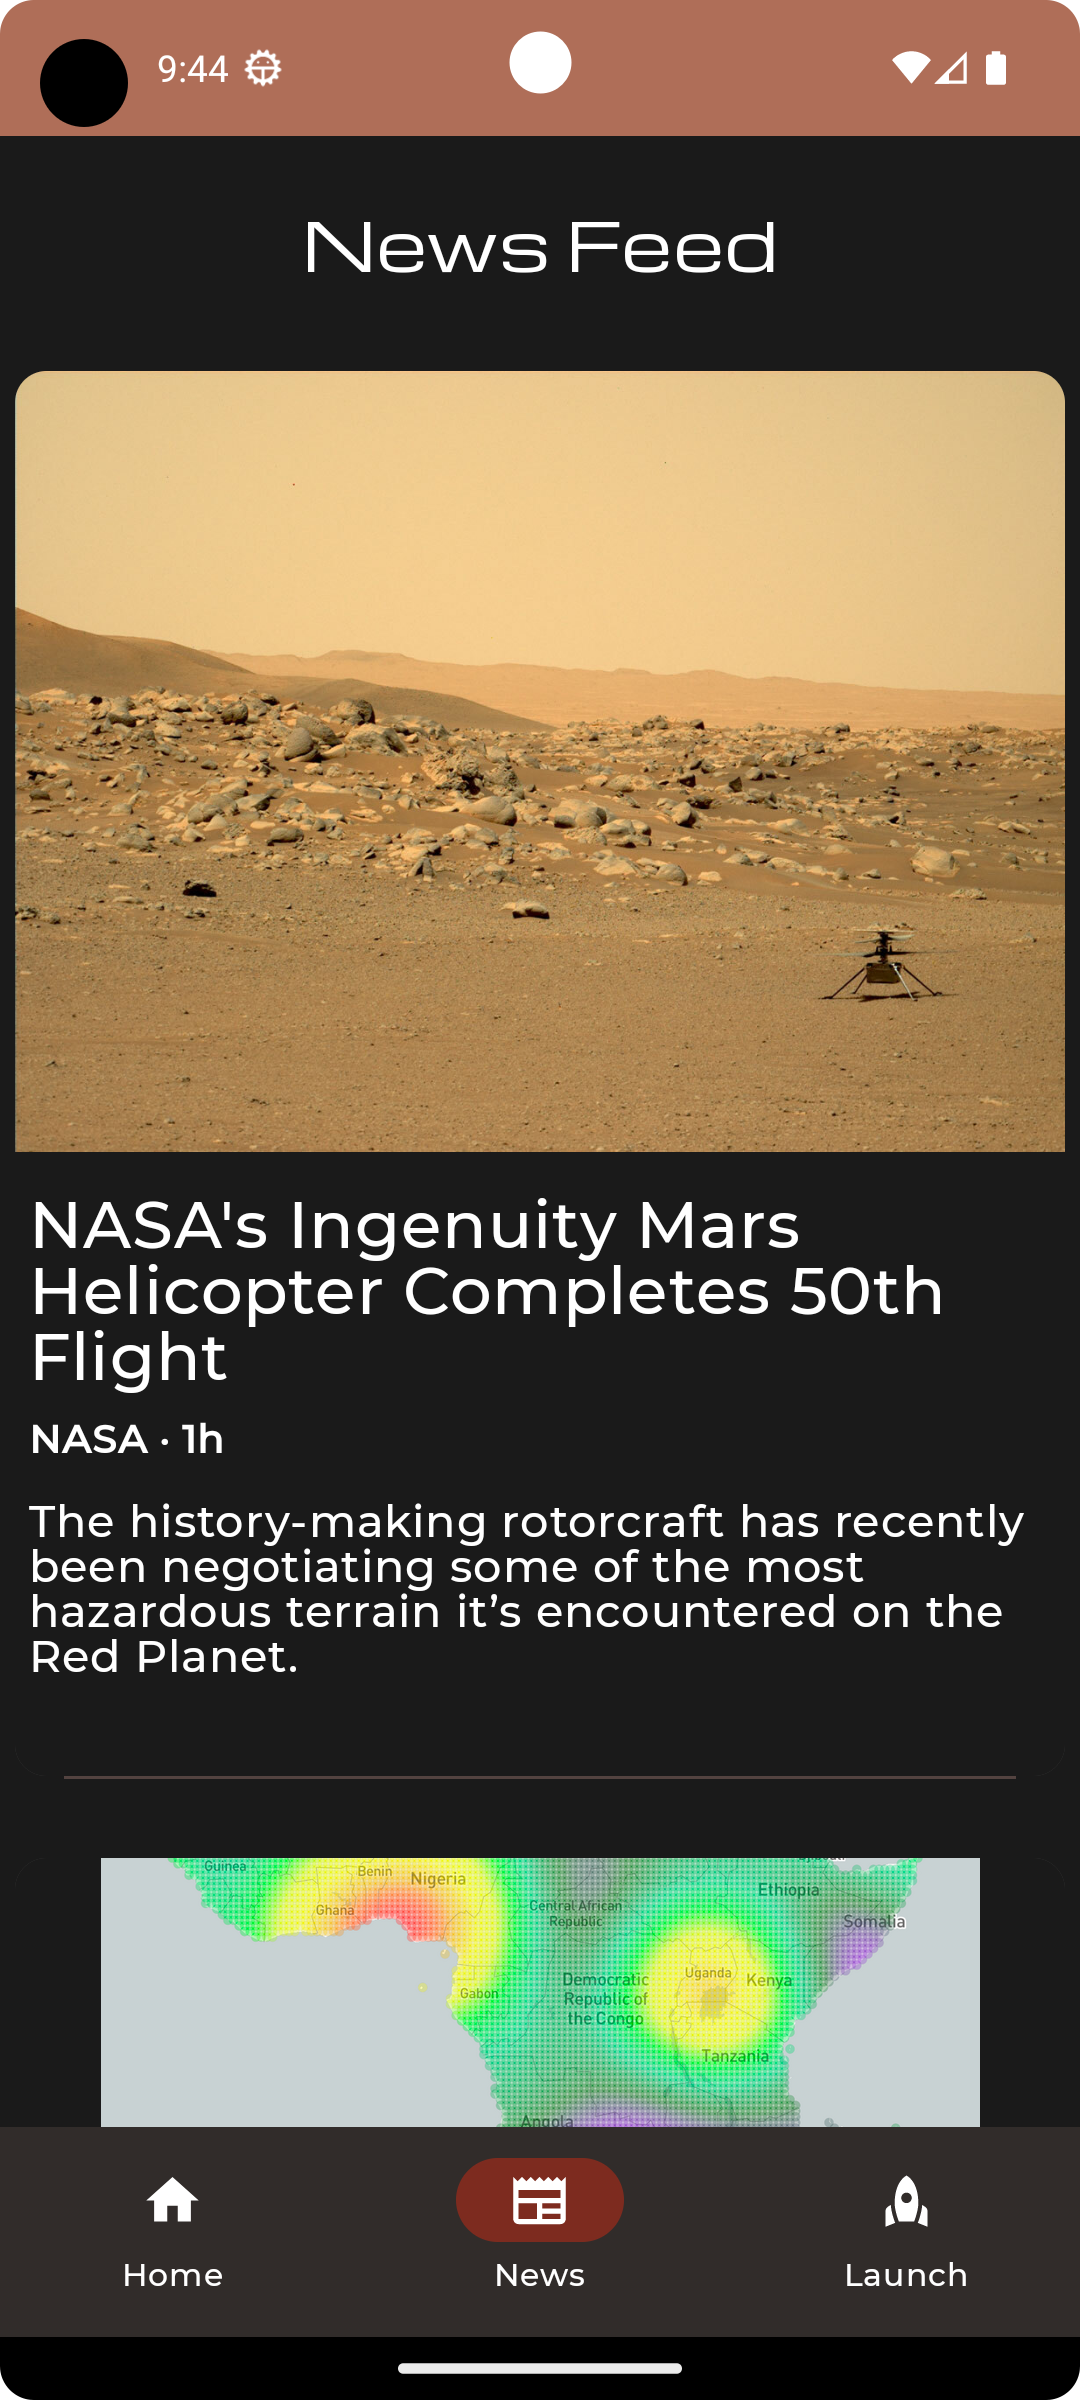 9:44
News Feed
NASA's Ingenuity Mars
Helicopter Completes 50th
Flight
NASA · 1h
The history-making rotorcraft has recently
been negotiating some of the most
hazardous terrain it’s encountered on the
Red Planet.
Guinea
Benin
Nigeria
Ghana
Central African
Republic
Ethiopia
Somalia
Democratic
Republic of
the Congo
Uganda
Kenya
Gabon
Tanzania
Angola
Home
News
Launch